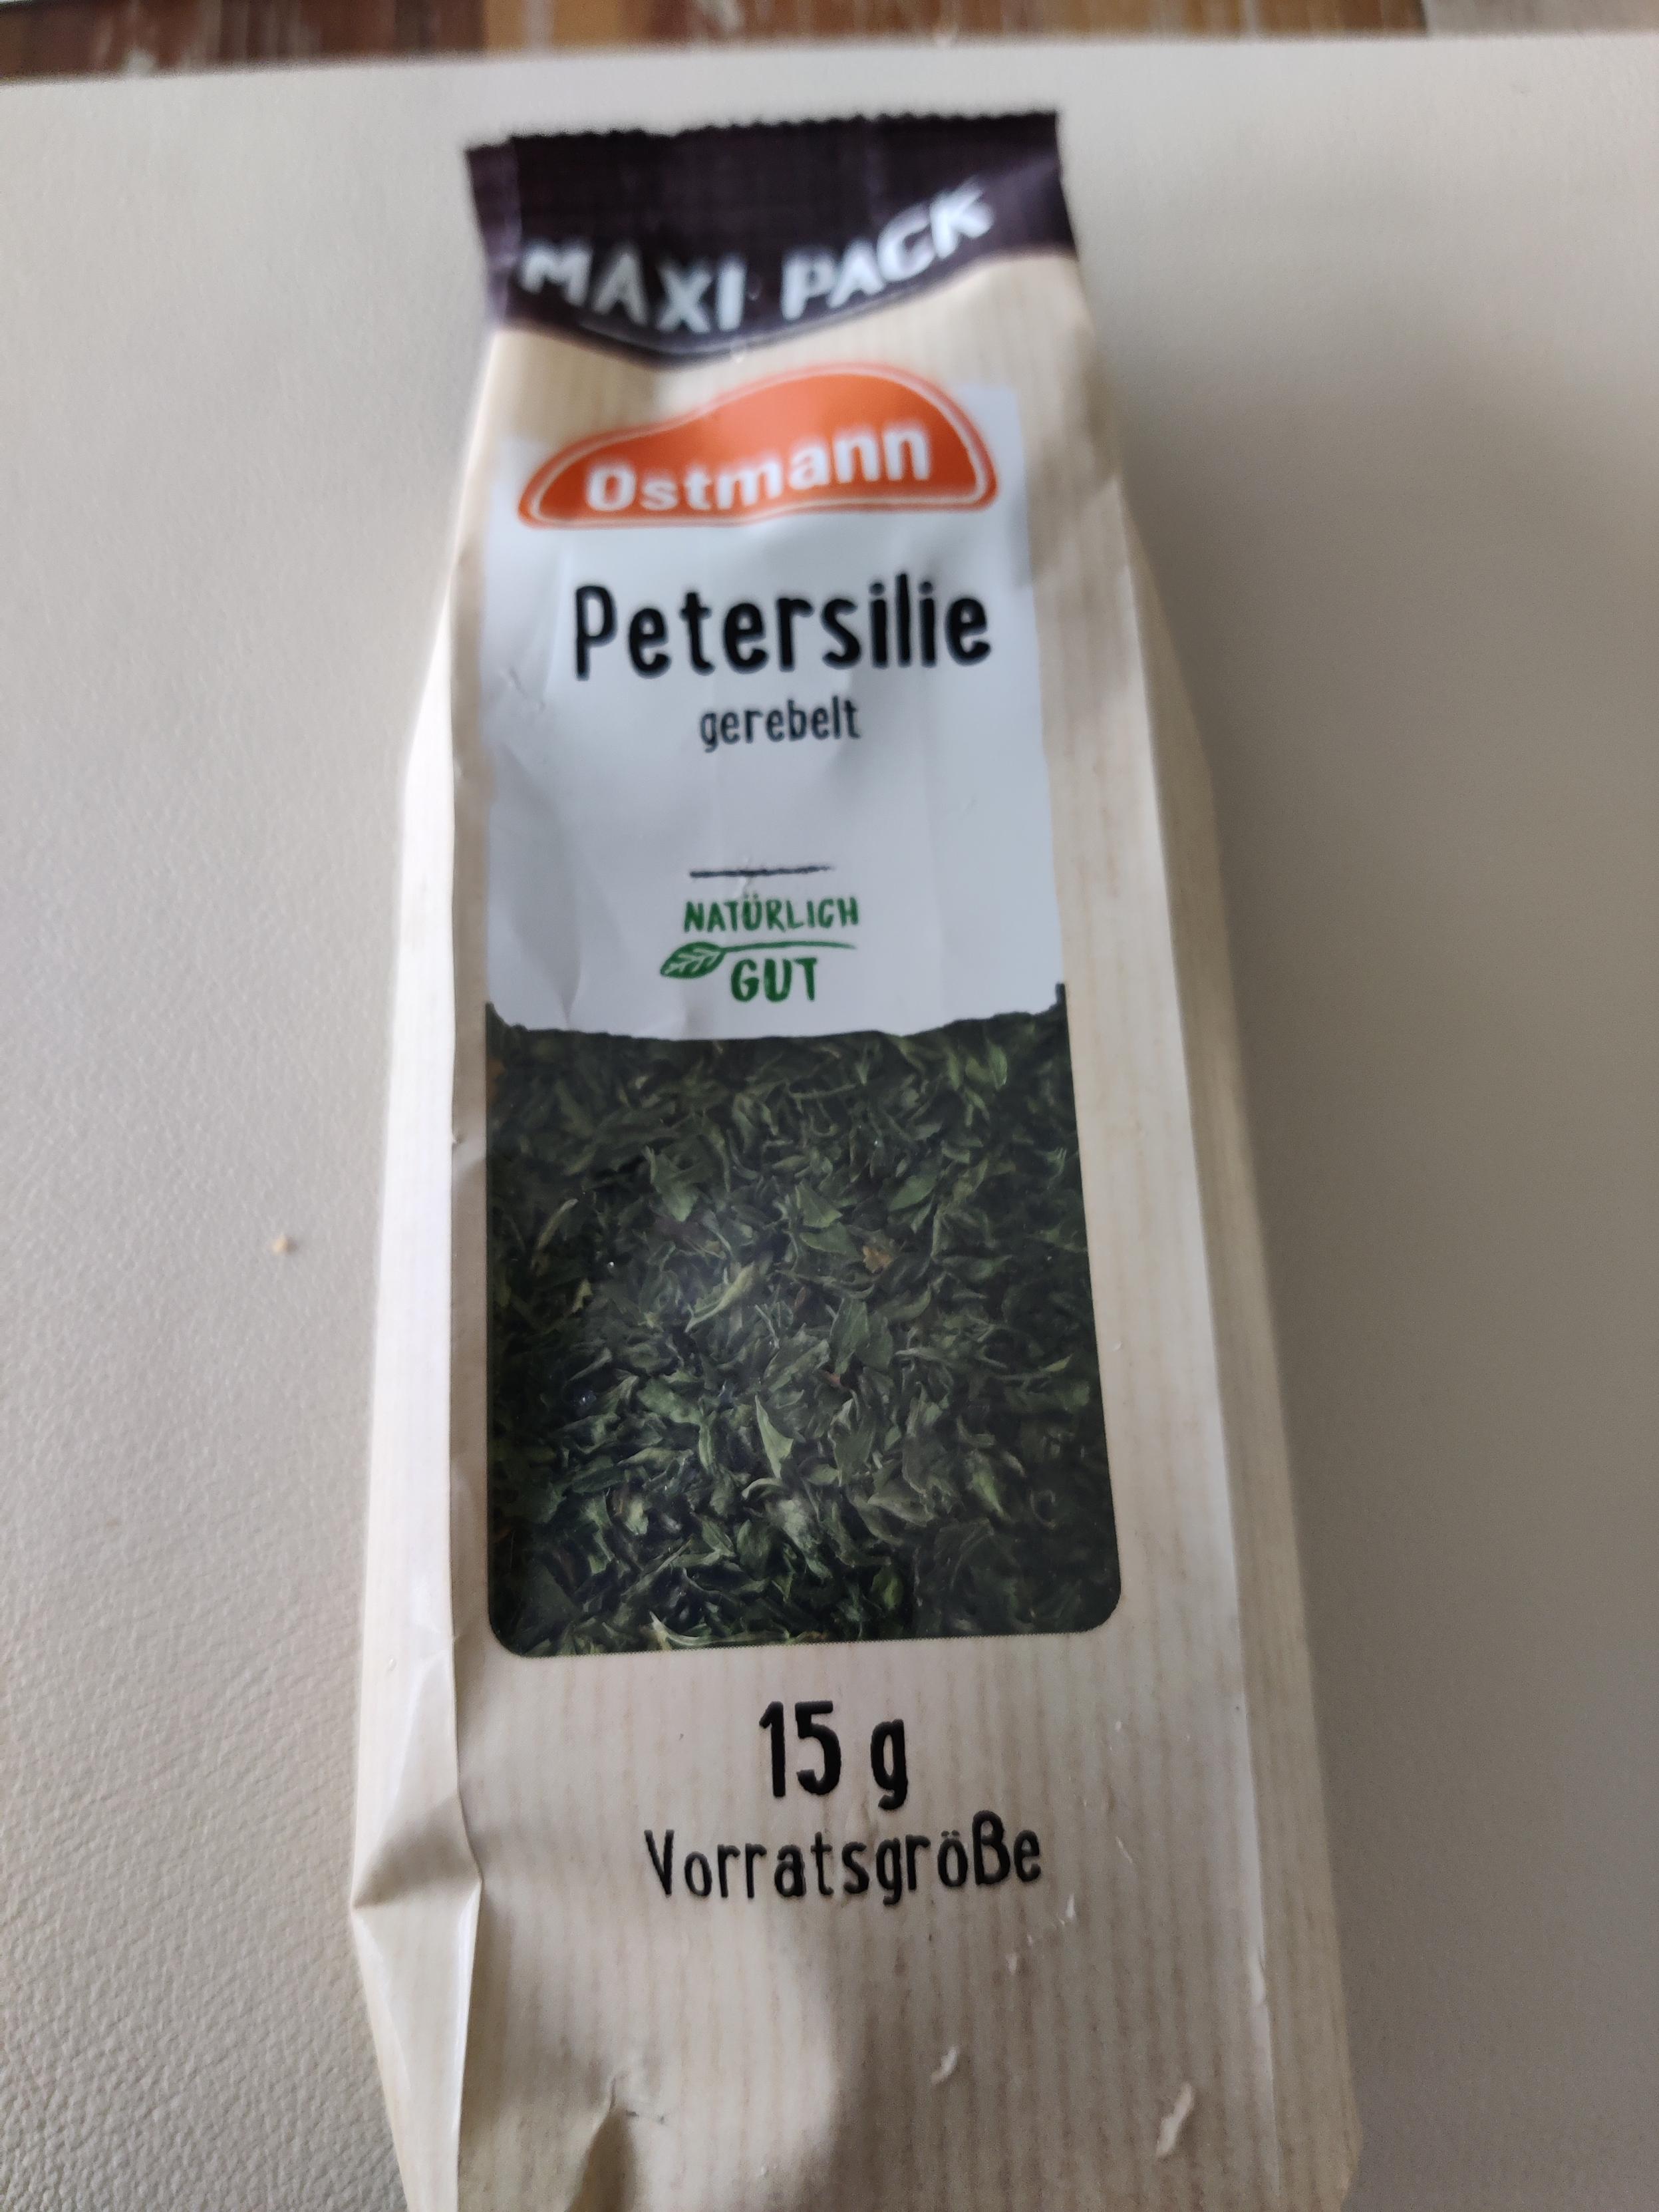 MAXI PACK
Ostmann
Petersilie
gerebelt
NATÜRLICH
GUT
15 g
Vorratsgröße